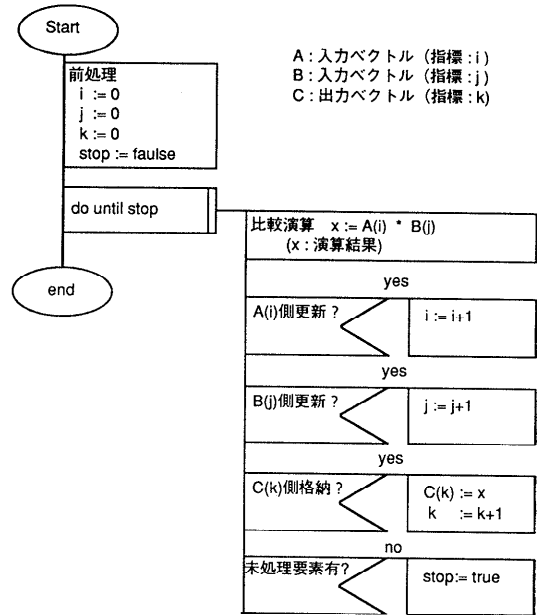 Start
前処理
i := 0
j := 0
k := 0
stop := faulse
do until stop
end
A : 入力ベクトル (指標 : i )
B : 入力ベクトル (指標 : j )
C : 出力ベクトル (指標 : k)
比較演算 x := A(i) * B(j)
(x : 演算結果)
yes
A(i)側更新 ?
i := i+1
yes
B(j)側更新 ?
j := j+1
yes
C(k)側格納 ?
C(k) := x
k := k+1
no
未処理要素有?
stop:= true